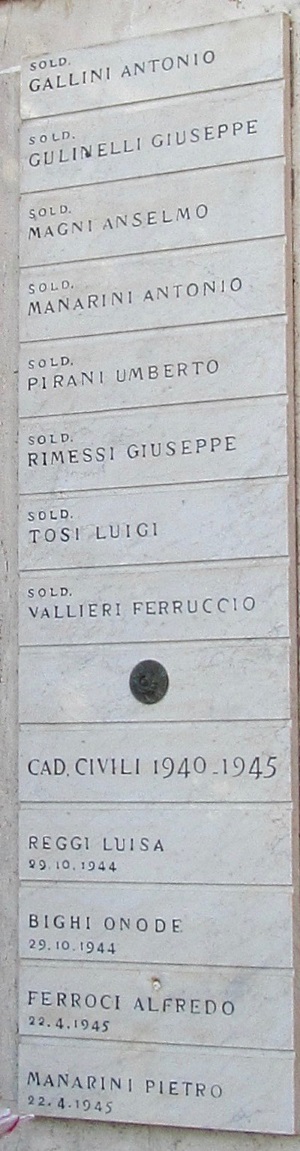 SOLD.
GALLINI ANTONIO
SOLD.
GULINELLI GIUSEPPE
SOLD.
MAGNI ANSELMO
SOLD.
MANARINI ANTONIO
SOLD.
PIRANI UMBERTO
SOLD.
RIMESSI GIUSEPPE
SOLD.
TOSI LUIGI
SOLD.
VALLIERI FERRUCCIO
CAD. CIVILI 1940-1945
REGGI LUISA
29.10.1944
BIGHI ONODE
29.10.1944
FERROCI ALFREDO
22.4.1945
MANARINI PIETRO
22.4.1945